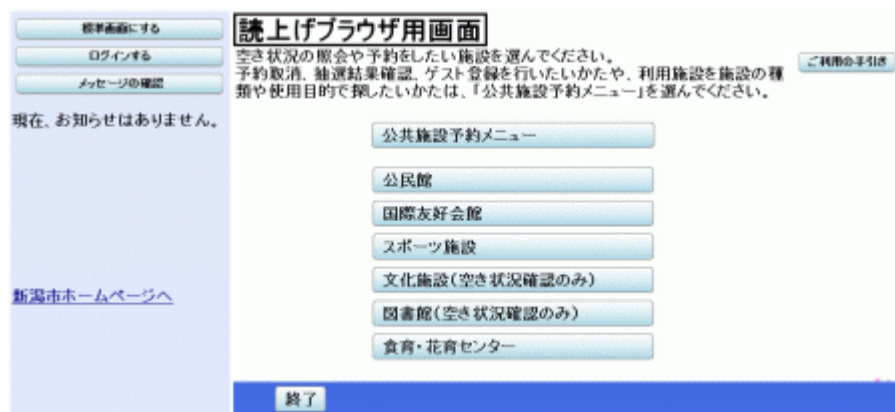 標準画面にする
ログインする
メッセージの確認
現在、お知らせはありません。
新潟市ホームページへ
読上げブラウザ用画面
空き状況の照会や予約をしたい施設を選んでください。
予約取消、抽選結果確認、ゲスト登録を行いたいかたや、利用施設を施設の種
類や使用目的で探したいかたは、「公共施設予約メニュー」を選んでください。
ご利用の手引き
公共施設予約メニュー
公民館
国際友好会館
スポーツ施設
文化施設(空き状況確認のみ)
図書館(空き状況確認のみ)
食育・花育センター
終了